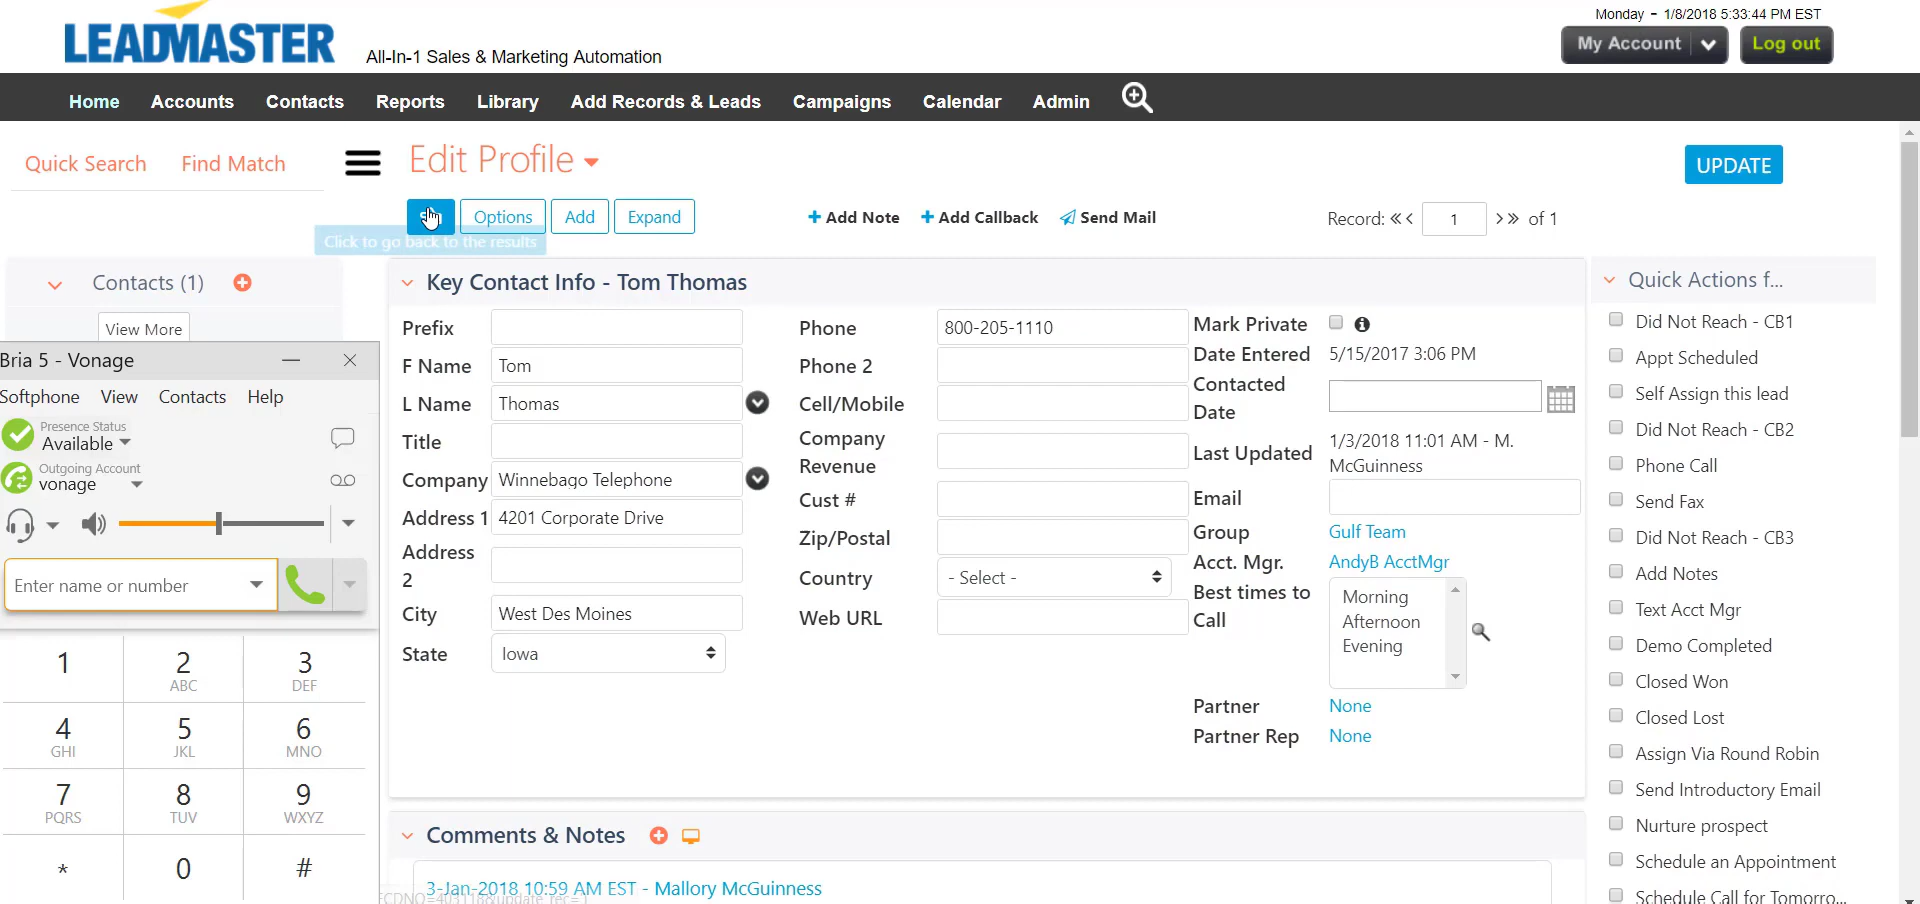 Monday - 1/8/2018 5:33:44 PM EST
LEADMASTER
All-In-1 Sales & Marketing Automation
My Account
Log out
Home Accounts Contacts Reports Library Add Records & Leads Campaigns Calendar Admin
Quick Search Find Match
Edit Profile
UPDATE
Options Add Expand
+ Add Note + Add Callback Send Mail
Record: 1 of 1
Click to go back to the results
Contacts (1)
View More
Bria 5 - Vonage
Softphone View Contacts Help
Presence Status
Available
Outgoing Account
vonage
Enter name or number
1
2 ABC
3 DEF
4 GHI
5 JKL
6 MNO
7 PQRS
8 TUV
9 WXYZ
*
0
#
Key Contact Info - Tom Thomas
Prefix
F Name Tom
L Name Thomas
Title
Company Winnebago Telephone
Address 1 4201 Corporate Drive
Address
2
City West Des Moines
State Iowa
Phone 800-205-1110
Phone 2
Cell/Mobile
Company
Revenue
Cust #
Zip/Postal
Country - Select -
Web URL
Mark Private
Date Entered 5/15/2017 3:06 PM
Contacted
Date
Last Updated 1/3/2018 11:01 AM - M.
McGuinness
Email
Group Gulf Team
Acct. Mgr. AndyB AcctMgr
Best times to
Call
Morning
Afternoon
Evening
Partner None
Partner Rep None
Comments & Notes
3-Jan-2018 10:59 AM EST - Mallory McGuinness
Quick Actions f...
Did Not Reach - CB1
Appt Scheduled
Self Assign this lead
Did Not Reach - CB2
Phone Call
Send Fax
Did Not Reach - CB3
Add Notes
Text Acct Mgr
Demo Completed
Closed Won
Closed Lost
Assign Via Round Robin
Send Introductory Email
Nurture prospect
Schedule an Appointment
Schedule Call for Tomorro...